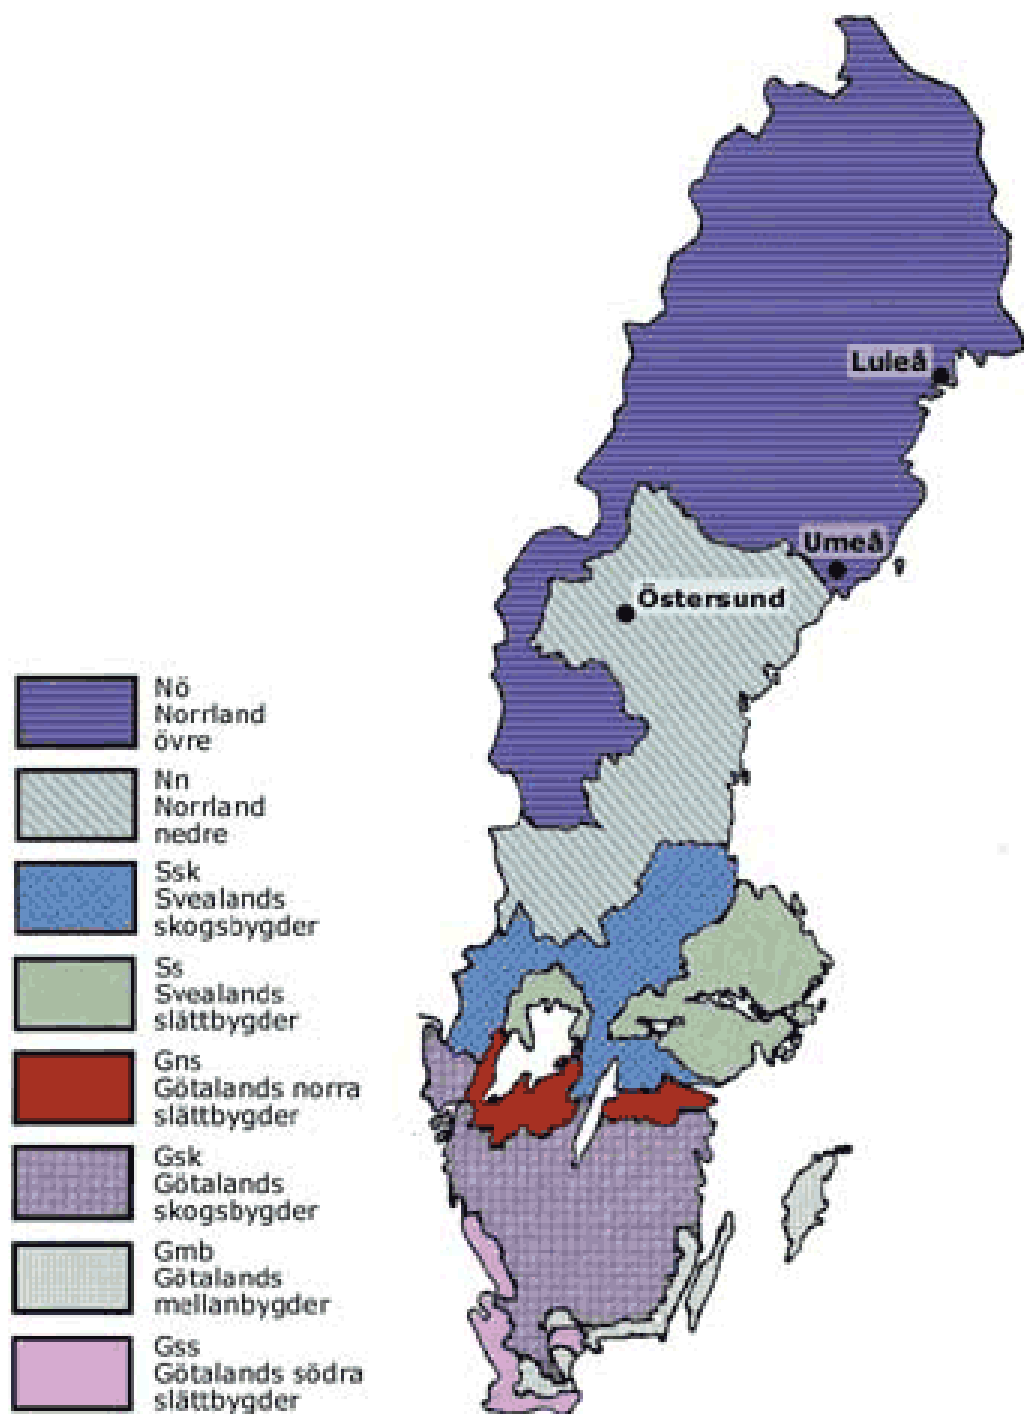 Luleå
Umeå
Östersund
Nö
Norrland
övre
Nn
Norrland
nedre
Ssk
Svealands
skogsbygder
Ss
Svealands
slättbygder
Gns
Götalands norra
slättbygder
Gsk
Götalands
skogsbygder
Gmb
Götalands
mellanbygder
Gss
Götalands södra
slättbygder